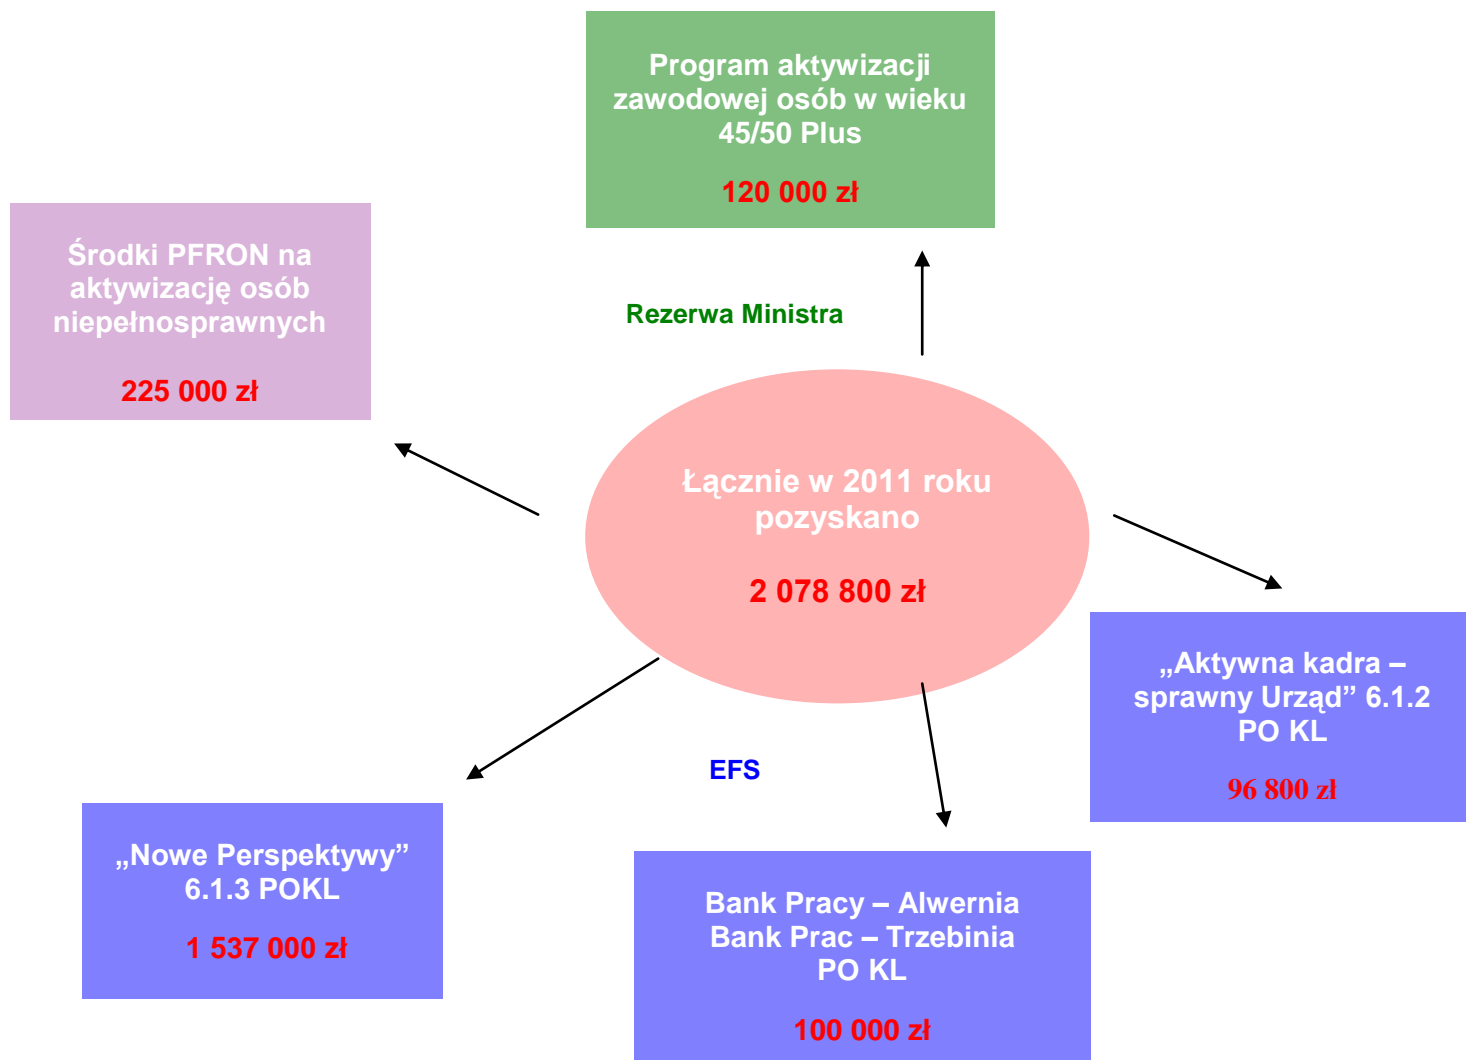 Program aktywizacji
zawodowej osób w wieku
45/50 Plus
120 000 zł
Środki PFRON na
aktywizację osób
niepełnosprawnych
225 000 zł
Rezerwa Ministra
Łącznie w 2011 roku
pozyskano
2 078 800 zł
„Aktywna kadra –
sprawny Urząd” 6.1.2
PO KL
96 800 zł
EFS
„Nowe Perspektywy”
6.1.3 POKL
1 537 000 zł
Bank Pracy – Alwernia
Bank Prac – Trzebinia
PO KL
100 000 zł